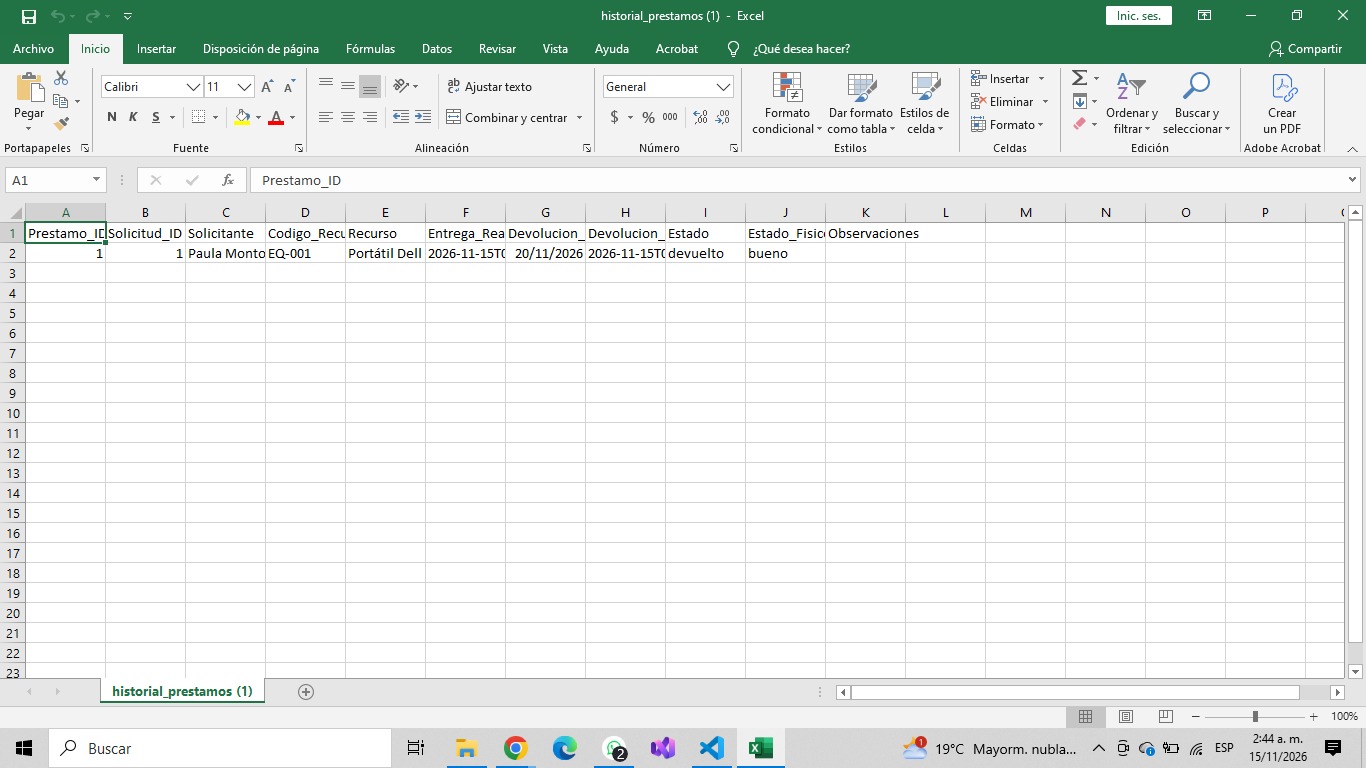 historial_prestamos (1) - Excel
Inic. ses.
Archivo Inicio Insertar Disposición de página Fórmulas Datos Revisar Vista Ayuda Acrobat ¿Qué desea hacer? Compartir
Pegar
Portapapeles
Calibri 11
N K S
Fuente
Ajustar texto
Combinar y centrar
Alineación
General
$ % 000
Número
Formato condicional
Dar formato como tabla
Estilos de celda
Estilos
Insertar
Eliminar
Formato
Celdas
Ordenar y filtrar
Buscar y seleccionar
Edición
Crear un PDF
Adobe Acrobat
A1 fx Prestamo_ID
A B C D E F G H I J K L M N O P
1 Prestamo_ID Solicitud_ID Solicitante Codigo_Recu Recurso Entrega_Rea Devolucion_ Devolucion_ Estado Estado_Fisico Observaciones
2 1 1 Paula Monto EQ-001 Portátil Dell 2026-11-15T0 20/11/2026 2026-11-15T0 devuelto bueno
3
4
5
6
7
8
9
10
11
12
13
14
15
16
17
18
19
20
21
22
23
historial_prestamos (1)
100%
Buscar
2
1
19°C Mayorm. nubla...
ESP
2:44 a. m.
15/11/2026